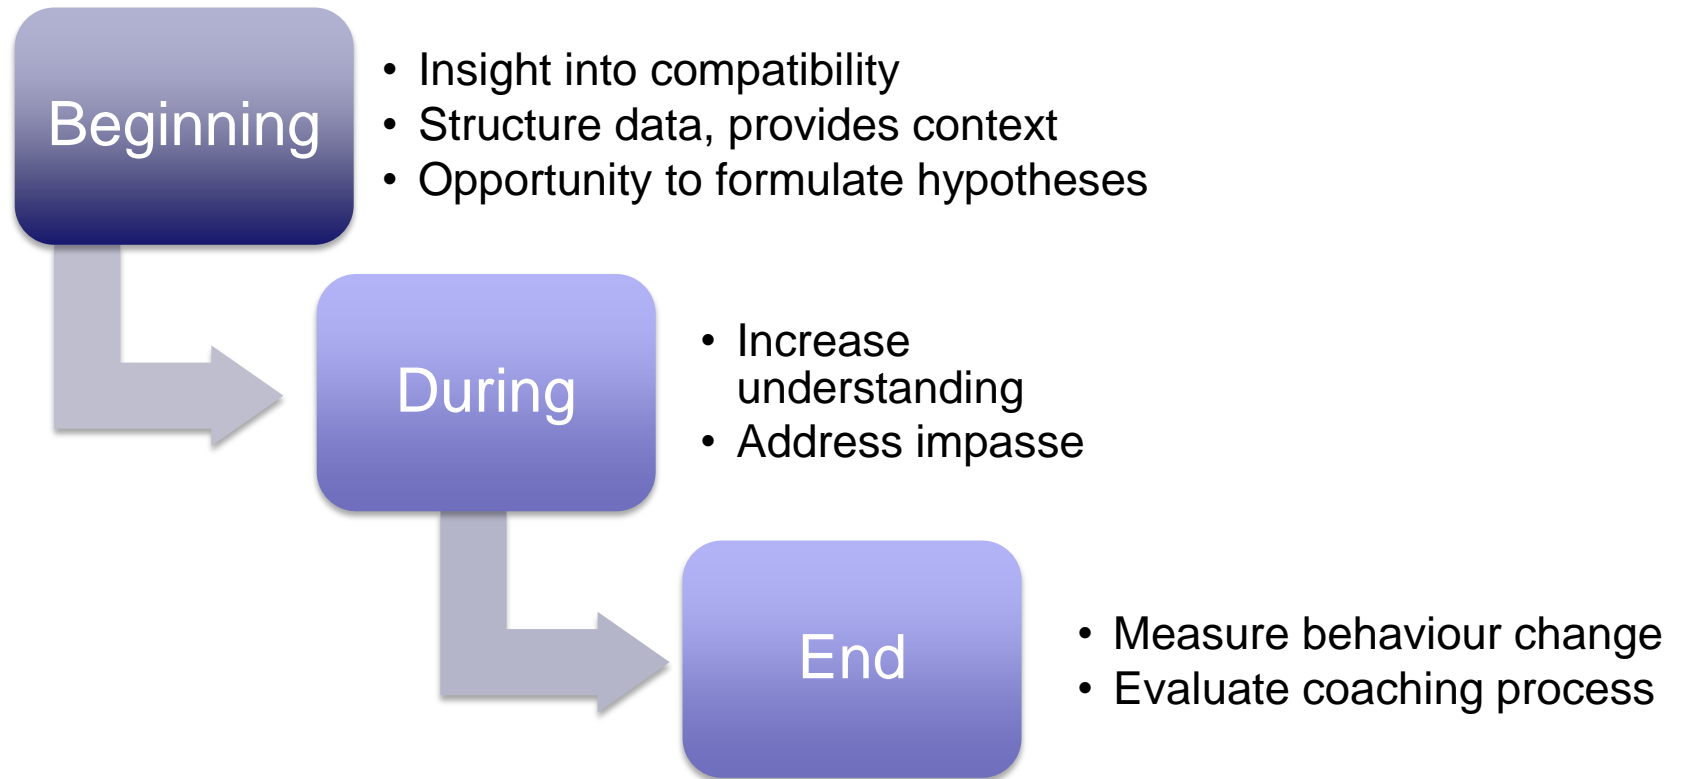 Beginning
• Insight into compatibility
• Structure data, provides context
• Opportunity to formulate hypotheses
During
• Increase
understanding
• Address impasse
End
• Measure behaviour change
• Evaluate coaching process